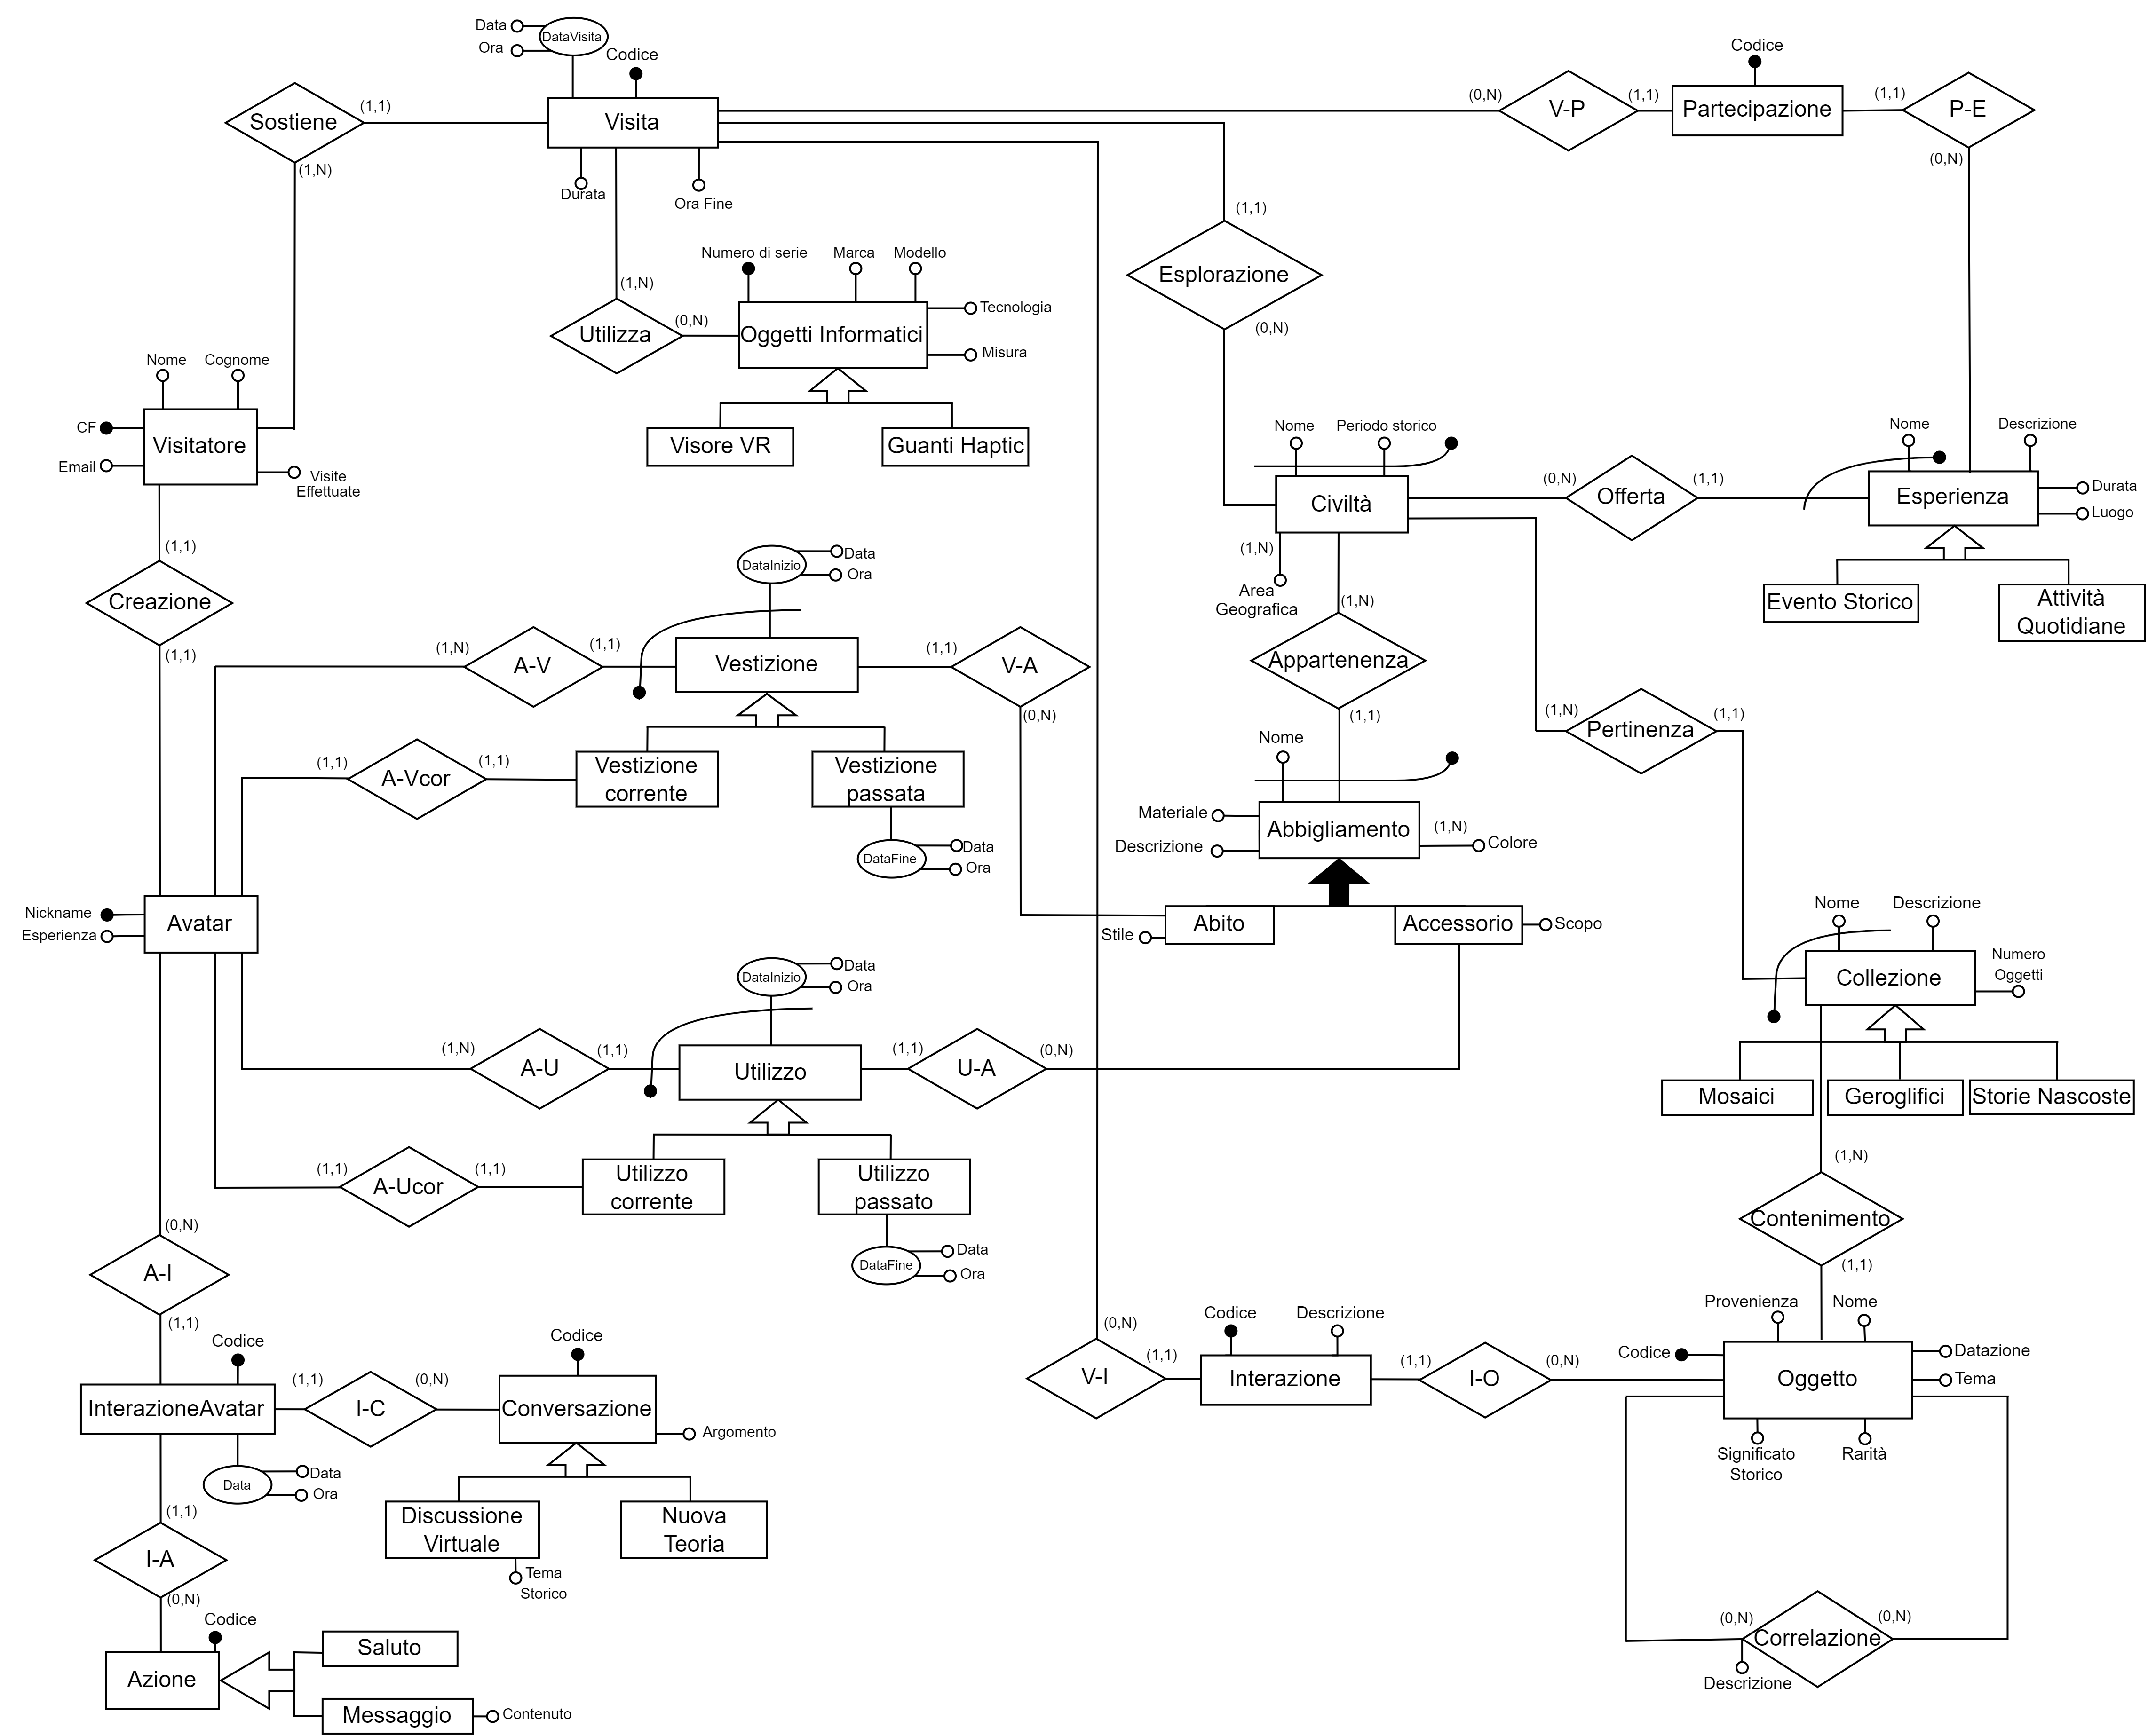 Data
DataVisita
Ora
Codice
Codice
Sostiene
(1,1)
Visita
(0,N)
V-P
(1,1)
Partecipazione
(1,1)
P-E
(1,N)
Durata
Ora Fine
(0,N)
(1,1)
Numero di serie
Marca
Modello
Esplorazione
(1,N)
Tecnologia
Utilizza
(0,N)
Oggetti Informatici
(0,N)
Misura
Nome
Cognome
CF
Visitatore
Email
Visite
Effettuate
Visore VR
Guanti Haptic
Nome
Periodo storico
Nome
Descrizione
Civiltà
(0,N)
Offerta
(1,1)
Esperienza
Durata
Luogo
(1,1)
Creazione
(1,1)
DataInizio
Data
Ora
(1,N)
Area
Geografica
(1,N)
Evento Storico
Attività
Quotidiane
(1,N)
A-V
(1,1)
Vestizione
(1,1)
V-A
(0,N)
Appartenenza
(1,1)
(1,N)
Pertinenza
(1,1)
(1,1)
A-Vcor
(1,1)
Vestizione
corrente
Vestizione
passata
DataFine
Data
Ora
Nome
Materiale
Descrizione
Abbigliamento
(1,N)
Colore
Nickname
Esperienza
Avatar
Stile
Abito
Accessorio
Scopo
Nome
Descrizione
Collezione
Numero
Oggetti
DataInizio
Data
Ora
(1,N)
A-U
(1,1)
Utilizzo
(1,1)
U-A
(0,N)
Mosaici
Geroglifici
Storie Nascoste
(1,1)
A-Ucor
(1,1)
Utilizzo
corrente
Utilizzo
passato
DataFine
Data
Ora
(1,N)
Contenimento
(1,1)
(0,N)
A-I
(1,1)
Codice
Codice
(0,N)
V-I
(1,1)
Codice
Descrizione
Interazione
(1,1)
I-O
(0,N)
Provenienza
Nome
Codice
Oggetto
Datazione
Tema
Significato
Storico
Rarità
InterazioneAvatar
(1,1)
I-C
(0,N)
Conversazione
Argomento
Data
Data
Ora
(1,1)
I-A
(0,N)
Discussione
Virtuale
Nuova
Teoria
Tema
Storico
Codice
Azione
Saluto
Messaggio
Contenuto
(0,N)
Correlazione
(0,N)
Descrizione